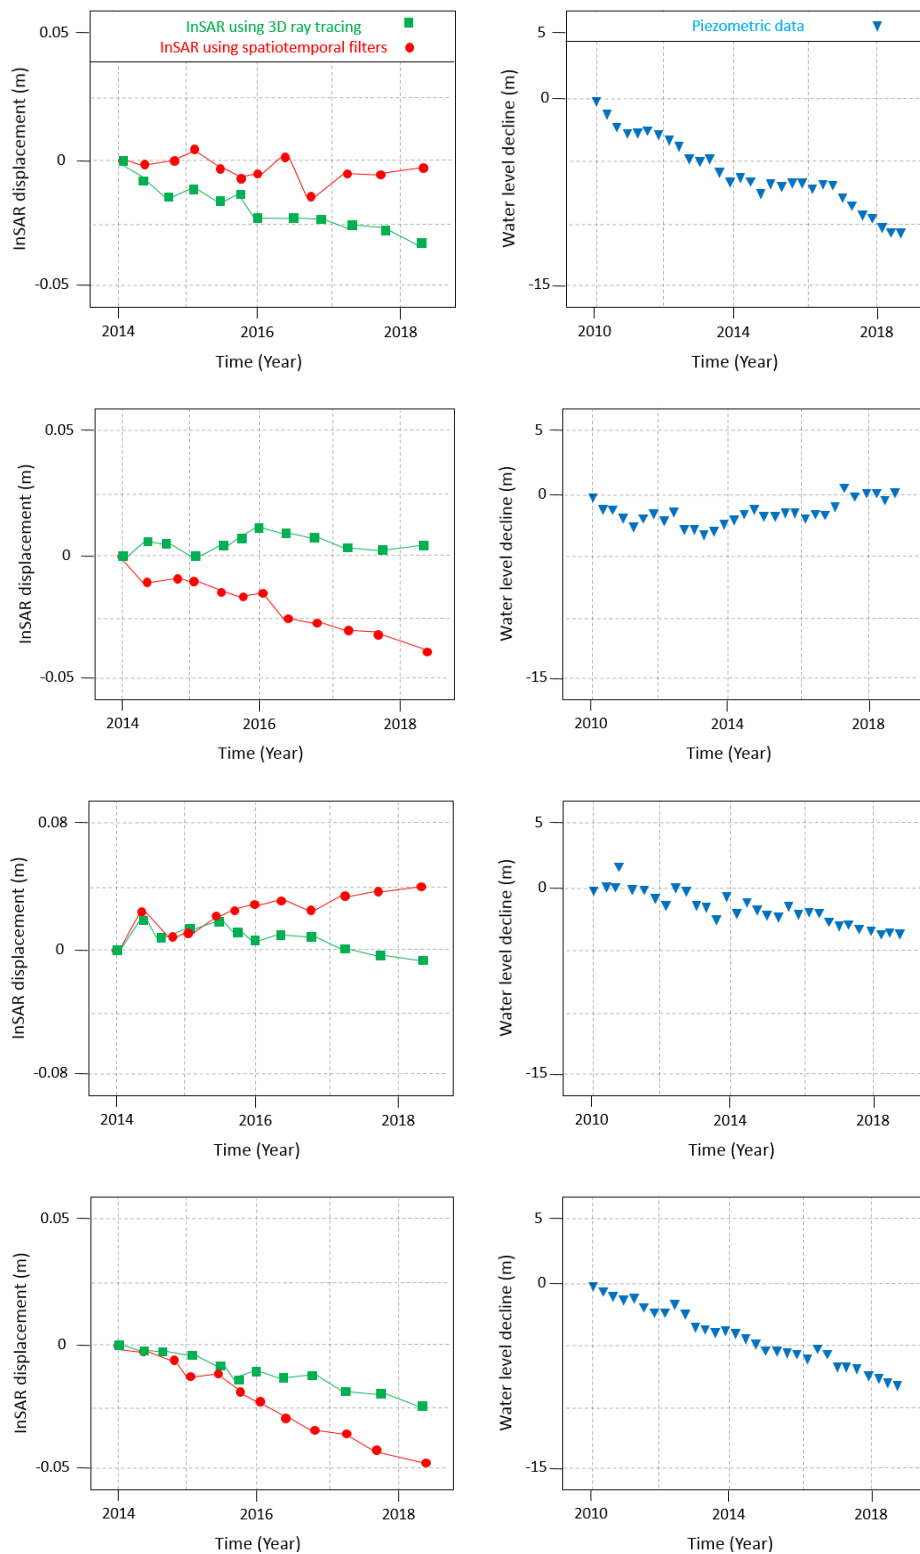 0.05
InSAR using 3D ray tracing
InSAR using spatiotemporal filters
0
-0.05
InSAR displacement (m)
2014
2016
2018
Time (Year)
5
Piezometric data
0
-15
Water level decline (m)
2010
2014
2018
Time (Year)
0.05
0
-0.05
InSAR displacement (m)
2014
2016
2018
Time (Year)
5
0
-15
Water level decline (m)
2010
2014
2018
Time (Year)
0.08
0
-0.08
InSAR displacement (m)
2014
2016
2018
Time (Year)
5
0
-15
Water level decline (m)
2010
2014
2018
Time (Year)
0.05
0
-0.05
InSAR displacement (m)
2014
2016
2018
Time (Year)
5
0
-15
Water level decline (m)
2010
2014
2018
Time (Year)